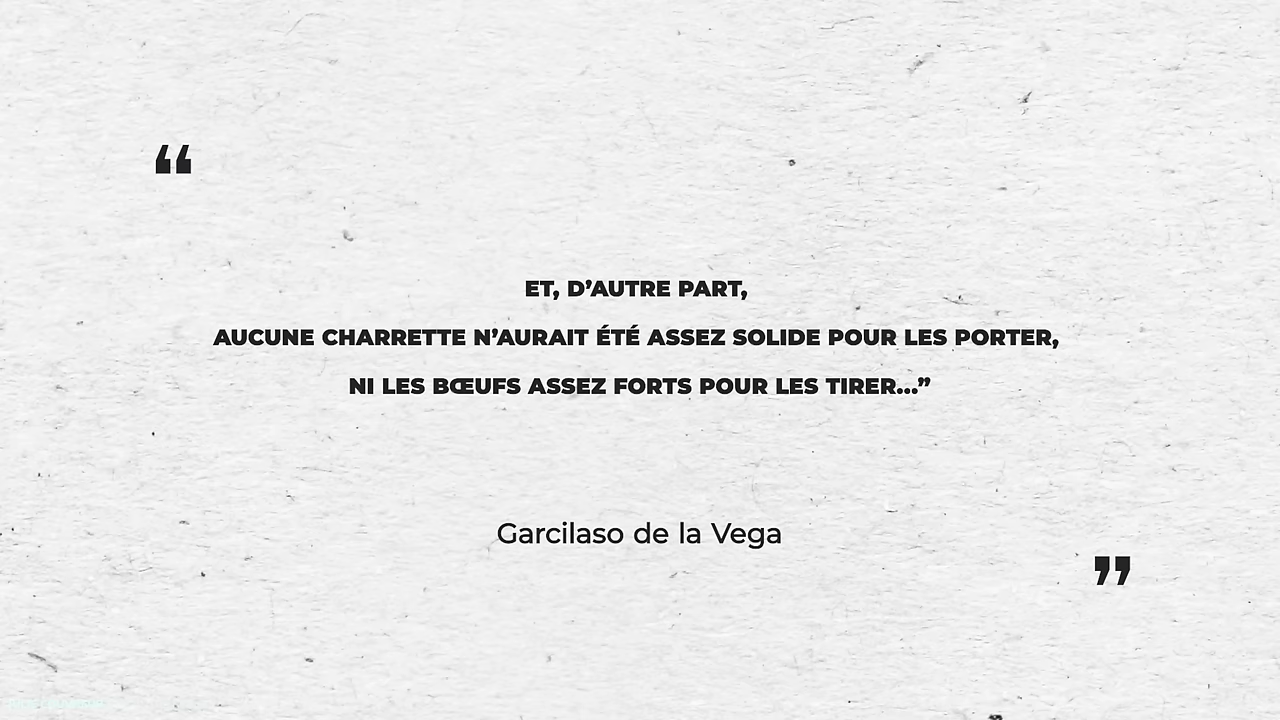 “
ET, D’AUTRE PART,
AUCUNE CHARRETTE N’AURAIT ÉTÉ ASSEZ SOLIDE POUR LES PORTER,
NI LES BŒUFS ASSEZ FORTS POUR LES TIRER...”
Garcilaso de la Vega
”